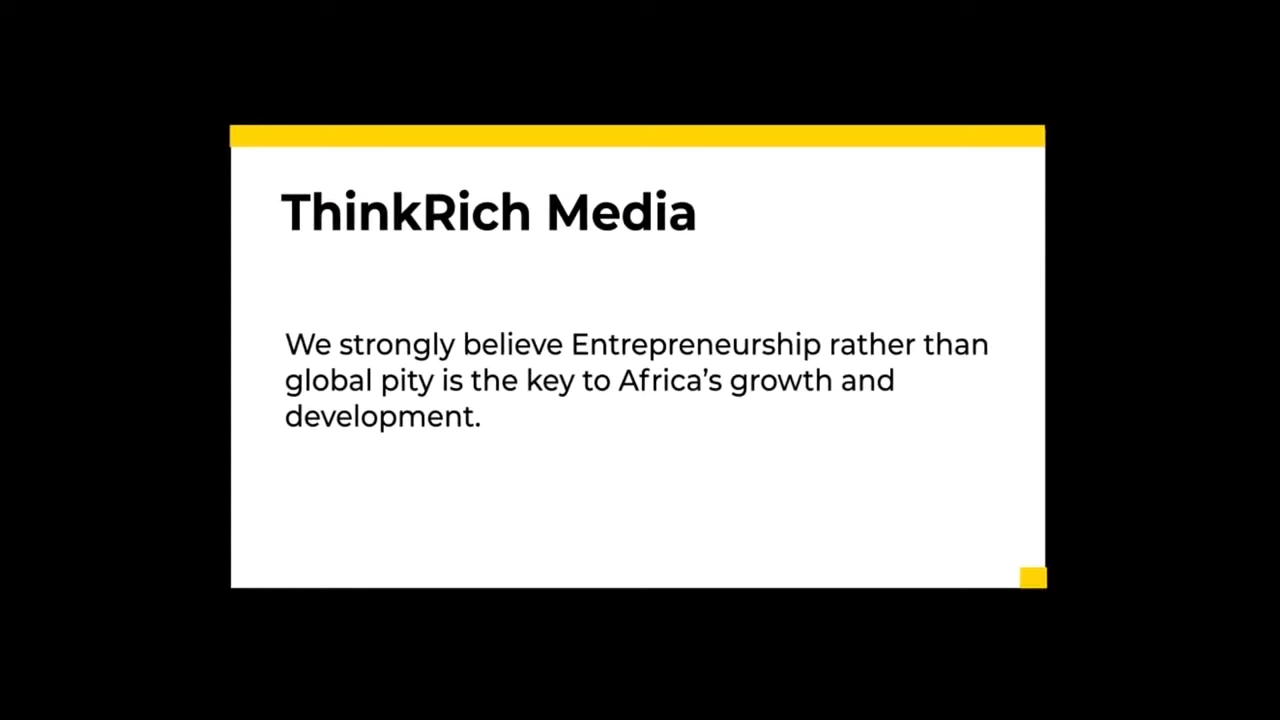 ThinkRich Media
We strongly believe Entrepreneurship rather than
global pity is the key to Africa’s growth and
development.